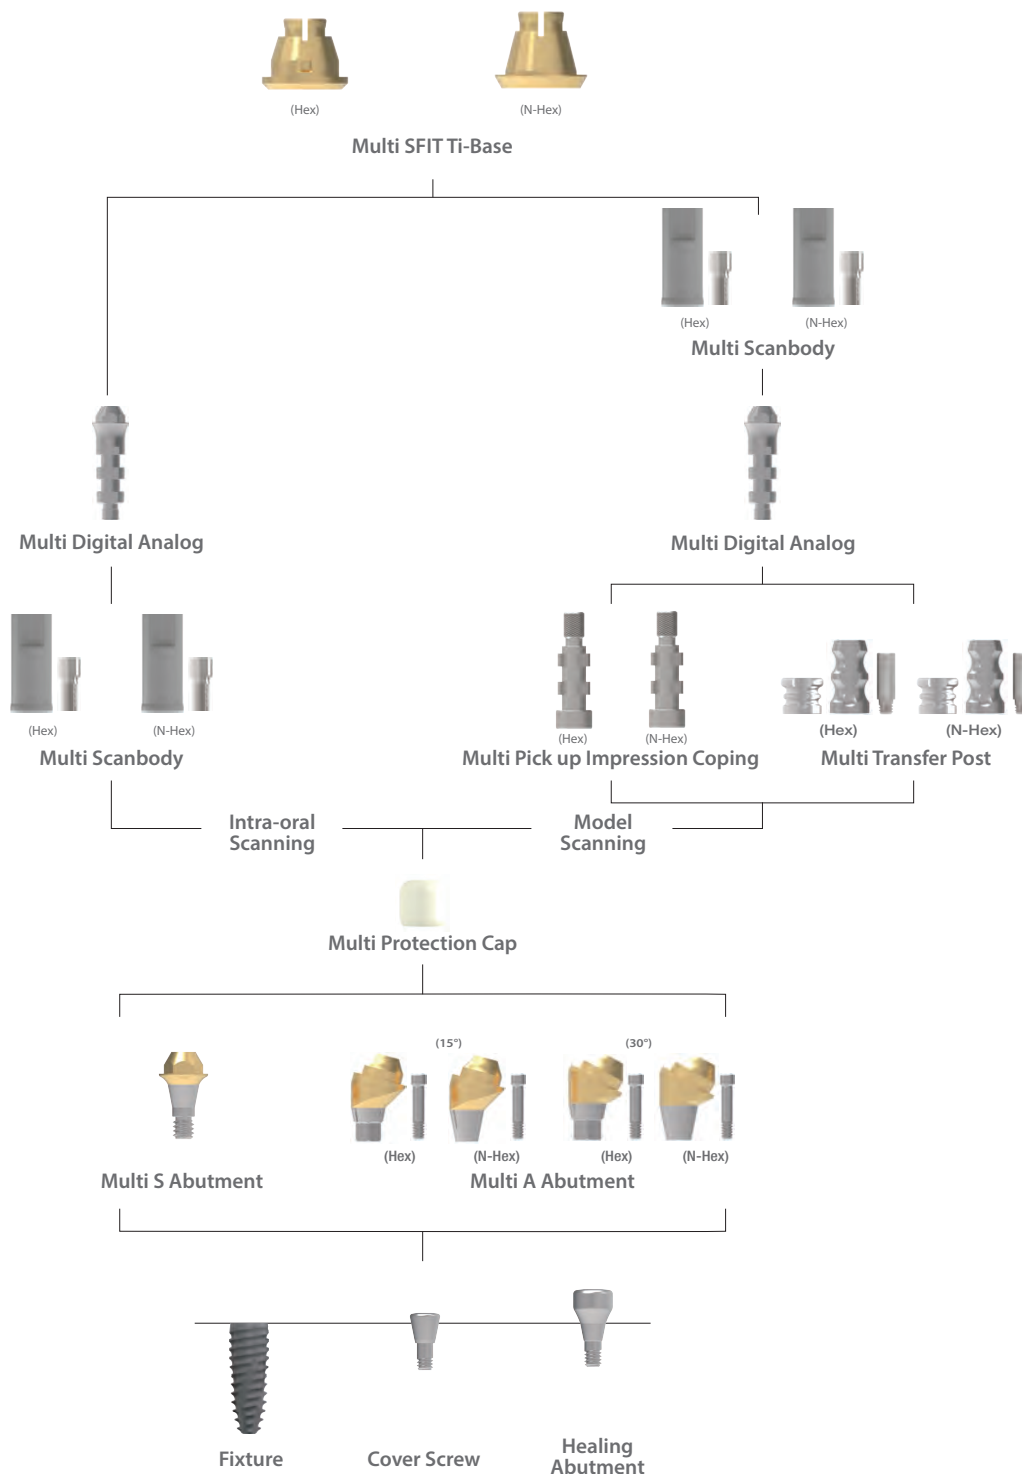 (Hex)
(N-Hex)
Multi SFIT Ti-Base
(Hex)
(N-Hex)
Multi Scanbody
Multi Digital Analog
Multi Digital Analog
(Hex)
(N-Hex)
Multi Scanbody
(Hex)
(N-Hex)
Multi Pick up Impression Coping
(Hex)
(N-Hex)
Multi Transfer Post
Intra-oral
Scanning
Model
Scanning
Multi Protection Cap
(15°)
(30°)
(Hex)
(N-Hex)
(Hex)
(N-Hex)
Multi S Abutment
Multi A Abutment
Fixture
Cover Screw
Healing
Abutment